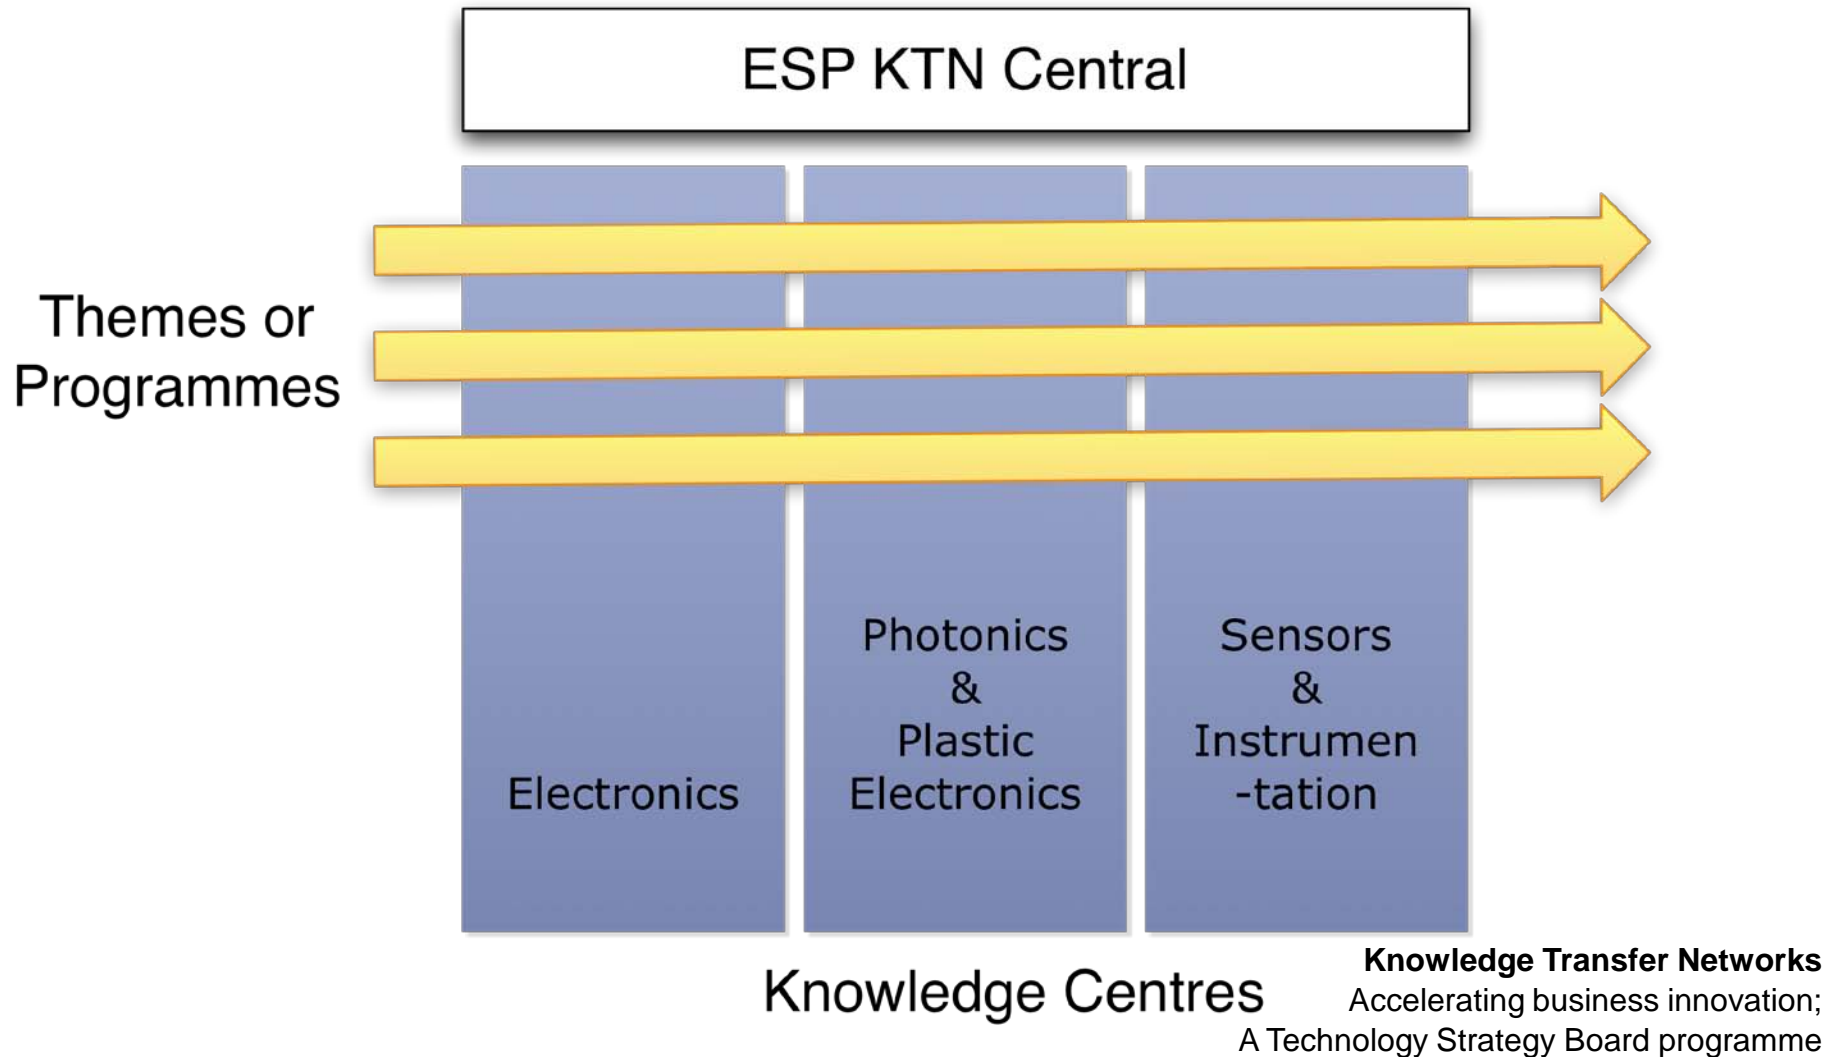 ESP KTN Central
Themes or
Programmes
Electronics
Photonics
&
Plastic
Electronics
Sensors
&
Instrumen
-tation
Knowledge Centres
Knowledge Transfer Networks
Accelerating business innovation;
A Technology Strategy Board programme